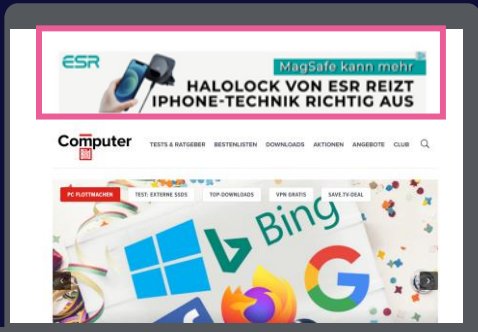 ESR
MagSafe kann mehr
HALOLOCK VON ESR REIZT
IPHONE-TECHNIK RICHTIG AUS
Computer
Bild
TESTS & RATGEBER BESTENLISTEN DOWNLOADS AKTIONEN ANGEBOTE CLUB
PC FLOTTMACHEN TEST: EXTERNE SSDS TOP-DOWNLOADS VPN GRATIS SAVE.TV-DEAL
Bing